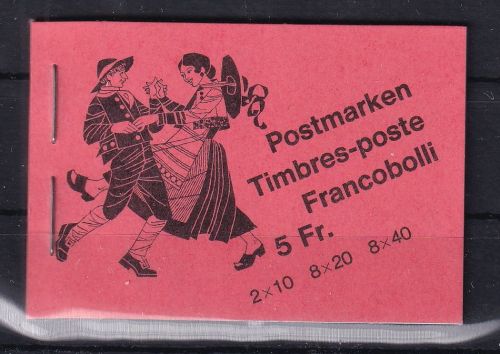 Postmarken
Timbres-poste
Francobolli
5 Fr.
2×10 8×20 8×40